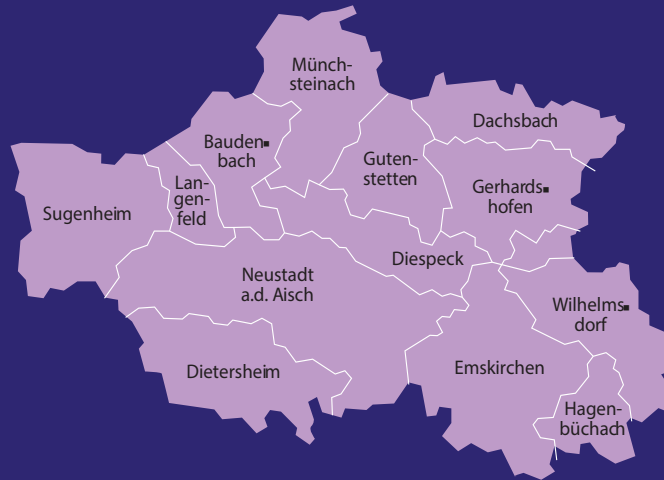 Münch-
steinach
Dachsbach
Bauden-
bach
Guten-
stetten
Lan-
gen-
feld
Gerhards-
hofen
Sugenheim
Diespeck
Neustadt
a.d. Aisch
Wilhelms-
dorf
Dietersheim
Emskirchen
Hagen-
büchach